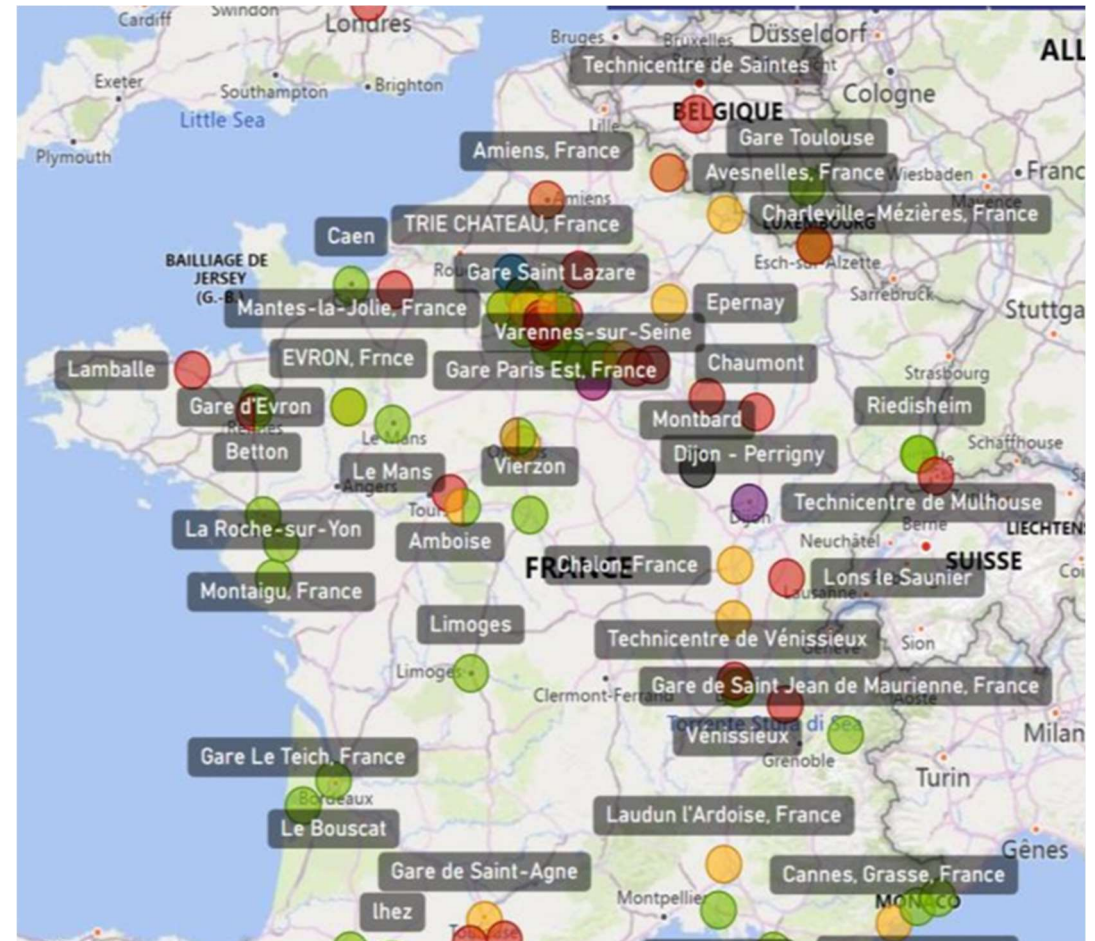 Cardiff
Swindon
Londres
Bruges
Bruxelles
Düsseldorf
ALL
Technicentre de Saintes
Exeter
Southampton
Brighton
Cologne
Little Sea
BELGIQUE
Lille
Gare Toulouse
Plymouth
Amiens, France
Avesnelles, France
Wiesbaden
Franc
Mayence
Amiens
TRIE CHATEAU, France
Charleville-Mézières, France
LUXEMBOURG
Caen
BAILLIAGE DE
JERSEY
(G.-B.)
Gare Saint Lazare
Esch-sur-Alzette
Sarrebruck
Mantes-la-Jolie, France
Epernay
Stuttga
Varennes-sur-Seine
EVRON, Frnce
Lamballe
Gare Paris Est, France
Chaumont
Strasbourg
Gare d'Evron
Rennes
Montbard
Riedisheim
Le Mans
Betton
Vierzon
Dijon - Perrigny
Schaffhouse
Le Mans
Angers
Technicentre de Mulhouse
Tours
Dijon
La Roche-sur-Yon
Amboise
Berne
LIECHTEN
Neuchâtel
FRANCE
Chalon, France
SUISSE
Lons le Saunier
Lausanne
Montaigu, France
Limoges
Technicentre de Vénissieux
Genève
Sion
Limoges
Clermont-Ferrand
Gare de Saint Jean de Maurienne, France
Aoste
Torrente Stura di Sea
Vénissieux
Milan
Gare Le Teich, France
Grenoble
Turin
Bordeaux
Le Bouscat
Laudun l'Ardoise, France
Gênes
Gare de Saint-Agne
Cannes, Grasse, France
Montpellier
MONACO
lhez
Toulouse